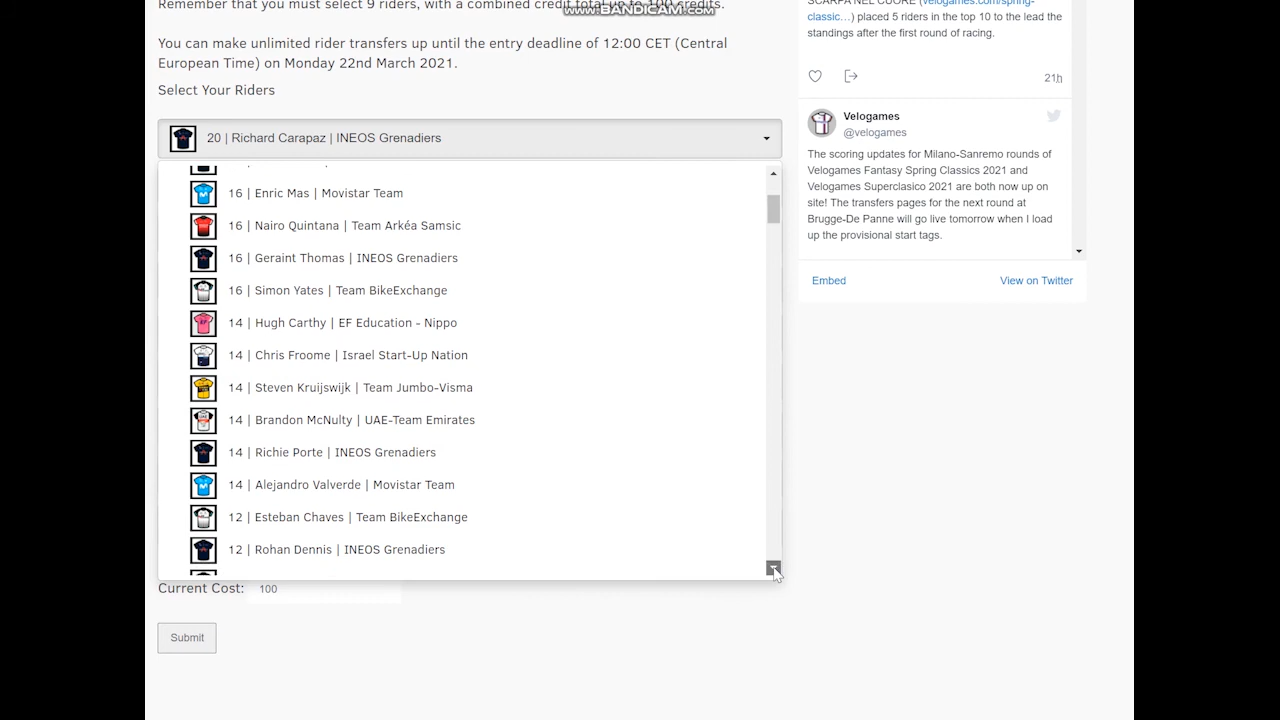 Remember that you must select 9 riders, with a combined credit total up to 100 credits.
www.BANDICAM.com
You can make unlimited rider transfers up until the entry deadline of 12:00 CET (Central
European Time) on Monday 22nd March 2021.
Select Your Riders
20 | Richard Carapaz | INEOS Grenadiers
16 | Enric Mas | Movistar Team
16 | Nairo Quintana | Team Arkéa Samsic
16 | Geraint Thomas | INEOS Grenadiers
16 | Simon Yates | Team BikeExchange
14 | Hugh Carthy | EF Education - Nippo
14 | Chris Froome | Israel Start-Up Nation
14 | Steven Kruijswijk | Team Jumbo-Visma
14 | Brandon McNulty | UAE-Team Emirates
14 | Richie Porte | INEOS Grenadiers
14 | Alejandro Valverde | Movistar Team
12 | Esteban Chaves | Team BikeExchange
12 | Rohan Dennis | INEOS Grenadiers
Current Cost: 100
Submit
SCARPA NEL CUORE (velogames.com/spring-
classic…) placed 5 riders in the top 10 to the lead the
standings after the first round of racing.
21h
Velogames
@velogames
The scoring updates for Milano-Sanremo rounds of
Velogames Fantasy Spring Classics 2021 and
Velogames Superclasico 2021 are both now up on
site! The transfers pages for the next round at
Brugge-De Panne will go live tomorrow when I load
up the provisional start tags.
Embed
View on Twitter